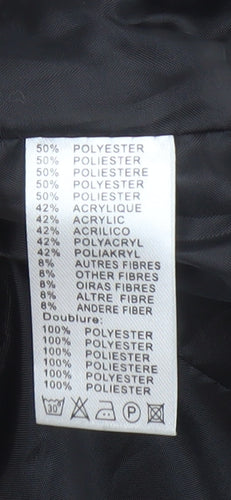 50% POLYESTER
50% POLIESTER
50% POLIESTERE
50% POLYESTER
50% POLIESTER
42% ACRYLIQUE
42% ACRYLIC
42% ACRILICO
42% POLYACRYL
42% POLIAKRYL
8% AUTRES FIBRES
8% OTHER FIBRES
8% OIRAS FIBRES
8% ALTRE FIBRE
8% ANDERE FIBER
Doublure:
100% POLYESTER
100% POLYESTER
100% POLIESTER
100% POLIESTERE
100% POLYESTER
100% POLIESTER
30 P